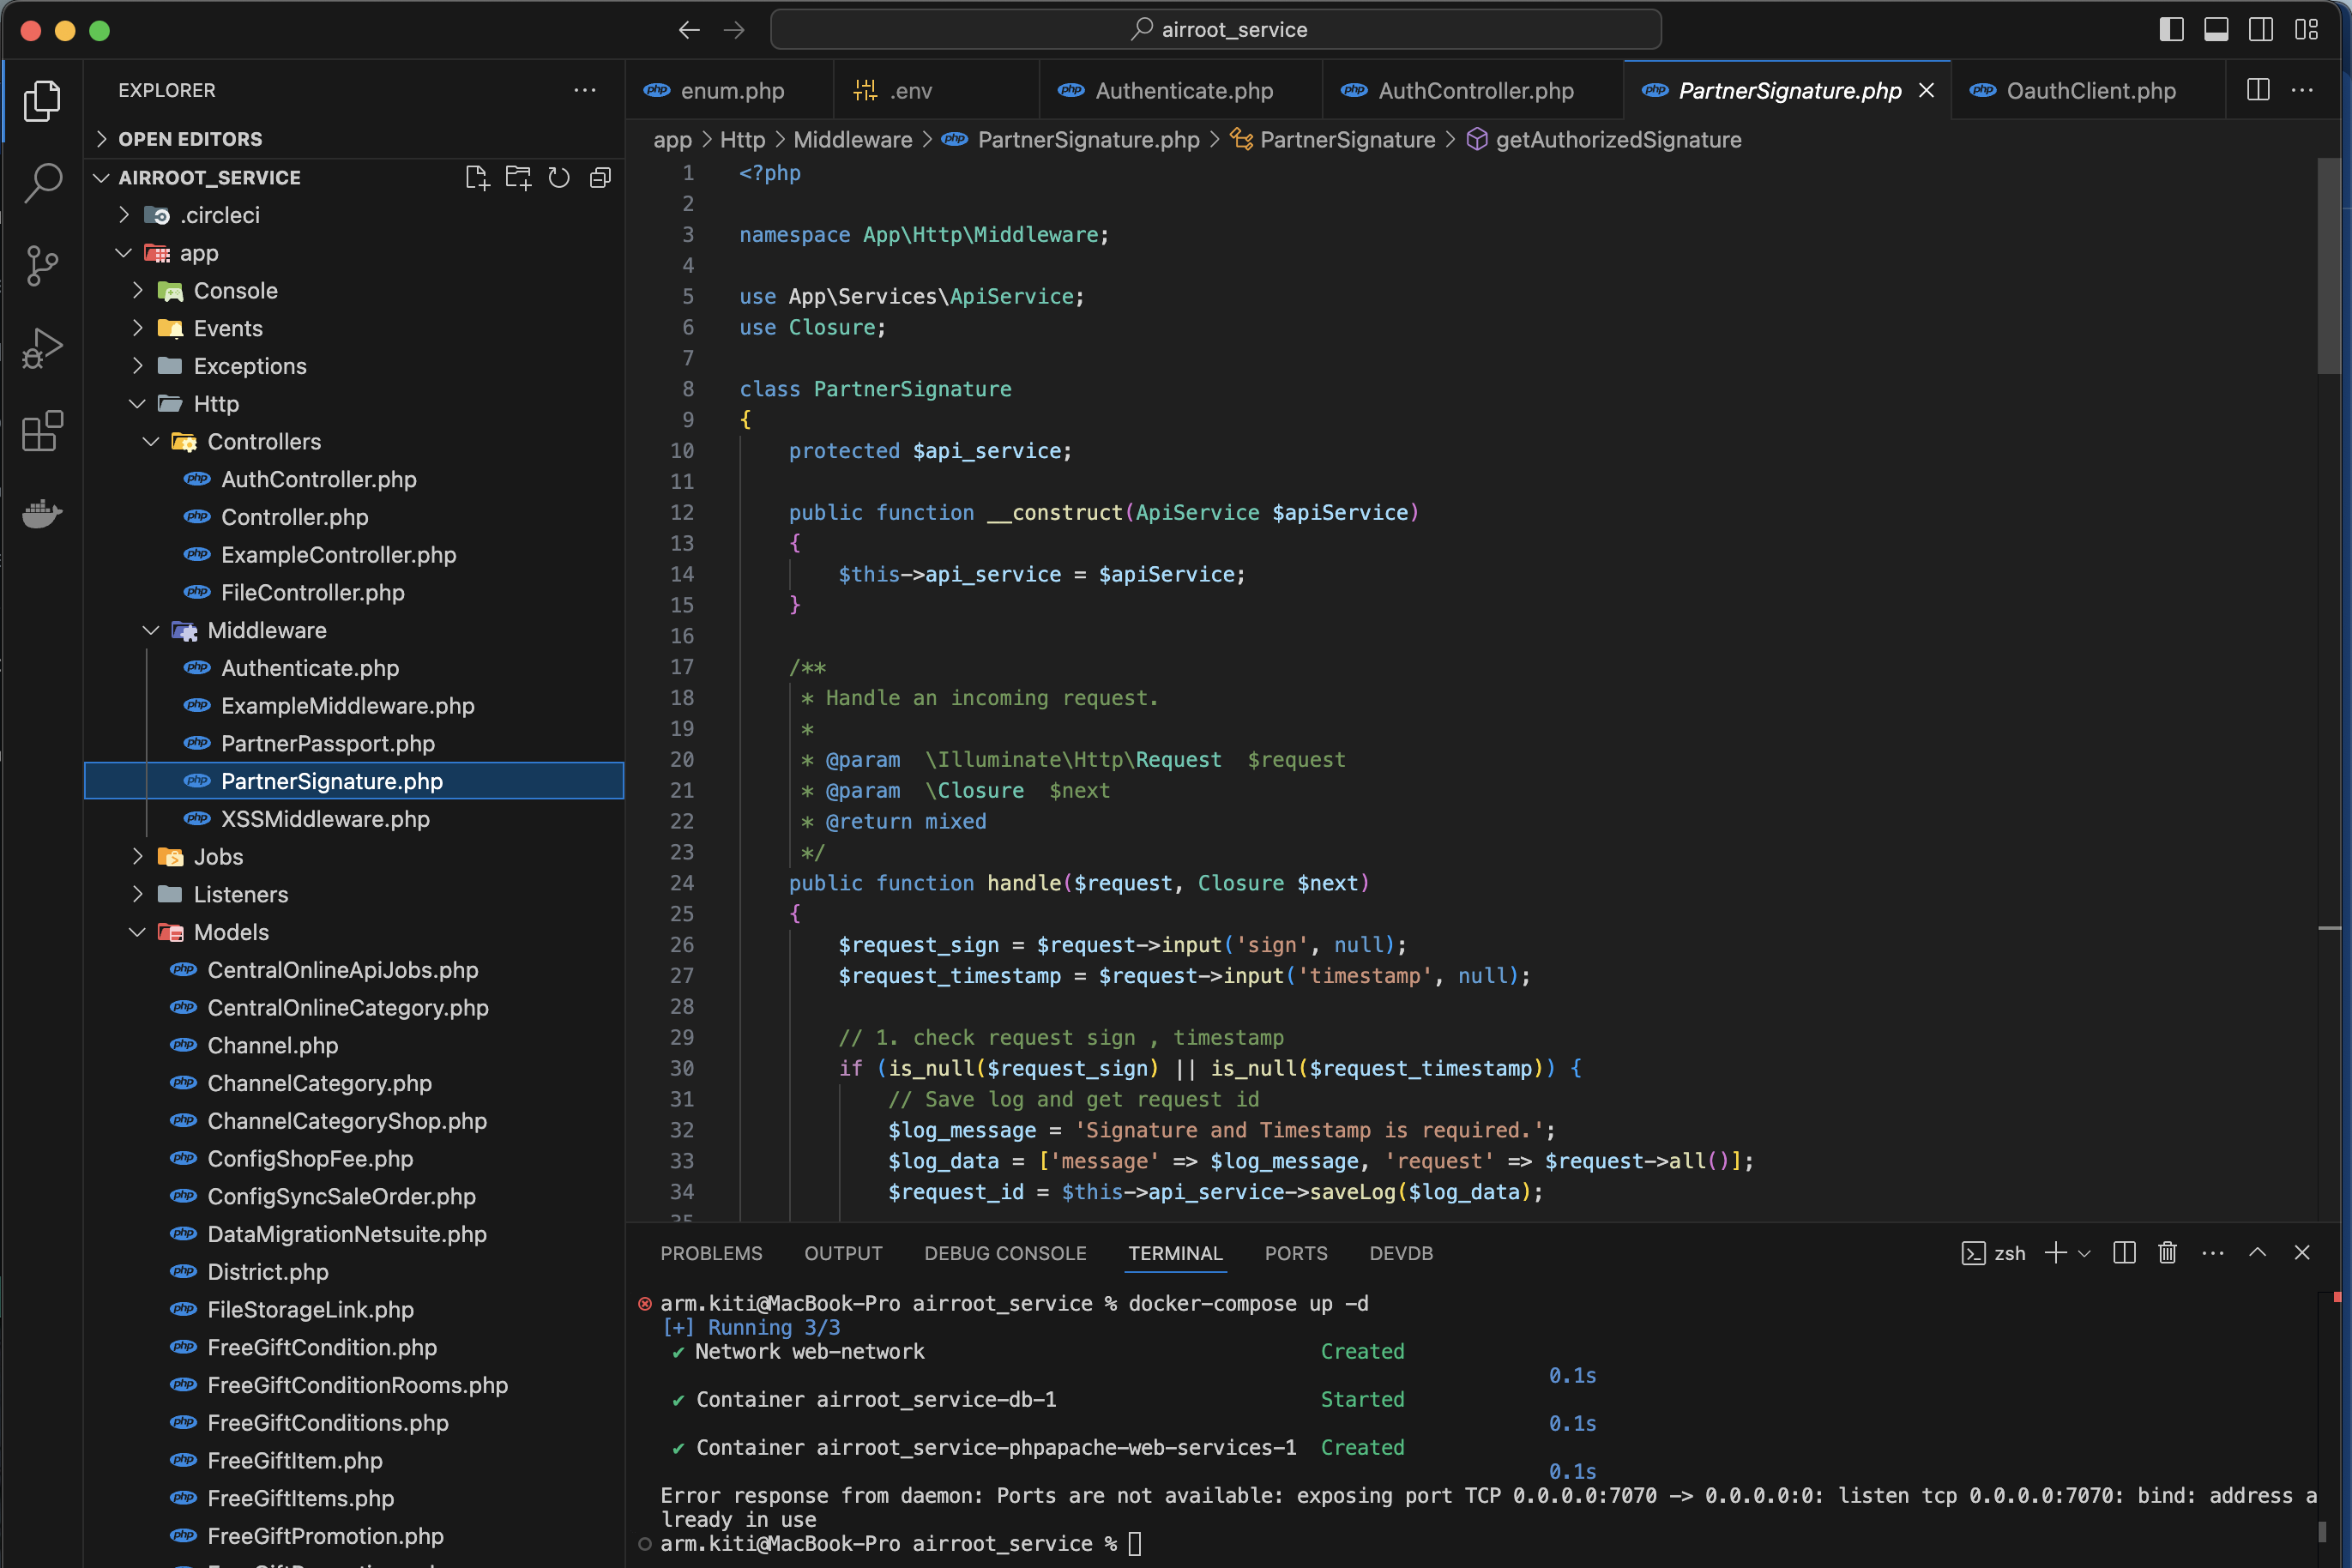 airroot_service
EXPLORER
OPEN EDITORS
AIRROOT_SERVICE
.circleci
app
Console
Events
Exceptions
Http
Controllers
AuthController.php
Controller.php
ExampleController.php
FileController.php
Middleware
Authenticate.php
ExampleMiddleware.php
PartnerPassport.php
PartnerSignature.php
XSSMiddleware.php
Jobs
Listeners
Models
CentralOnlineApiJobs.php
CentralOnlineCategory.php
Channel.php
ChannelCategory.php
ChannelCategoryShop.php
ConfigShopFee.php
ConfigSyncSaleOrder.php
DataMigrationNetsuite.php
District.php
FileStorageLink.php
FreeGiftCondition.php
FreeGiftConditionRooms.php
FreeGiftConditions.php
FreeGiftItem.php
FreeGiftItems.php
FreeGiftPromotion.php
enum.php .env Authenticate.php AuthController.php PartnerSignature.php OauthClient.php
app > Http > Middleware > PartnerSignature.php > PartnerSignature > getAuthorizedSignature
1 <?php
2
3 namespace App\Http\Middleware;
4
5 use App\Services\ApiService;
6 use Closure;
7
8 class PartnerSignature
9 {
10 protected $api_service;
11
12 public function __construct(ApiService $apiService)
13 {
14 $this->api_service = $apiService;
15 }
16
17 /**
18 * Handle an incoming request.
19 *
20 * @param \Illuminate\Http\Request $request
21 * @param \Closure $next
22 * @return mixed
23 */
24 public function handle($request, Closure $next)
25 {
26 $request_sign = $request->input('sign', null);
27 $request_timestamp = $request->input('timestamp', null);
28
29 // 1. check request sign , timestamp
30 if (is_null($request_sign) || is_null($request_timestamp)) {
31 // Save log and get request id
32 $log_message = 'Signature and Timestamp is required.';
33 $log_data = ['message' => $log_message, 'request' => $request->all()];
34 $request_id = $this->api_service->saveLog($log_data);
35
PROBLEMS OUTPUT DEBUG CONSOLE TERMINAL PORTS DEVDB zsh
arm.kiti@MacBook-Pro airroot_service % docker-compose up -d
[+] Running 3/3
✔ Network web-network Created
0.1s
✔ Container airroot_service-db-1 Started
0.1s
✔ Container airroot_service-phpapache-web-services-1 Created
0.1s
Error response from daemon: Ports are not available: exposing port TCP 0.0.0.0:7070 -> 0.0.0.0:0: listen tcp 0.0.0.0:7070: bind: address a
lready in use
arm.kiti@MacBook-Pro airroot_service %